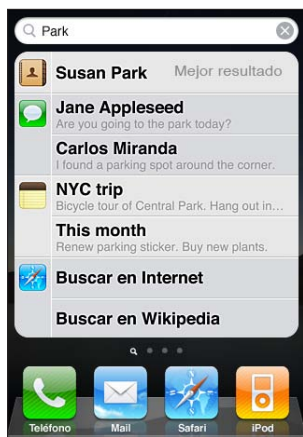 Park
Susan Park Mejor resultado
Jane Appleseed
Are you going to the park today?
Carlos Miranda
I found a parking spot around the corner.
NYC trip
Bicycle tour of Central Park. Hang out in...
This month
Renew parking sticker. Buy new plants.
Buscar en Internet
Buscar en Wikipedia
Teléfono Mail Safari iPod